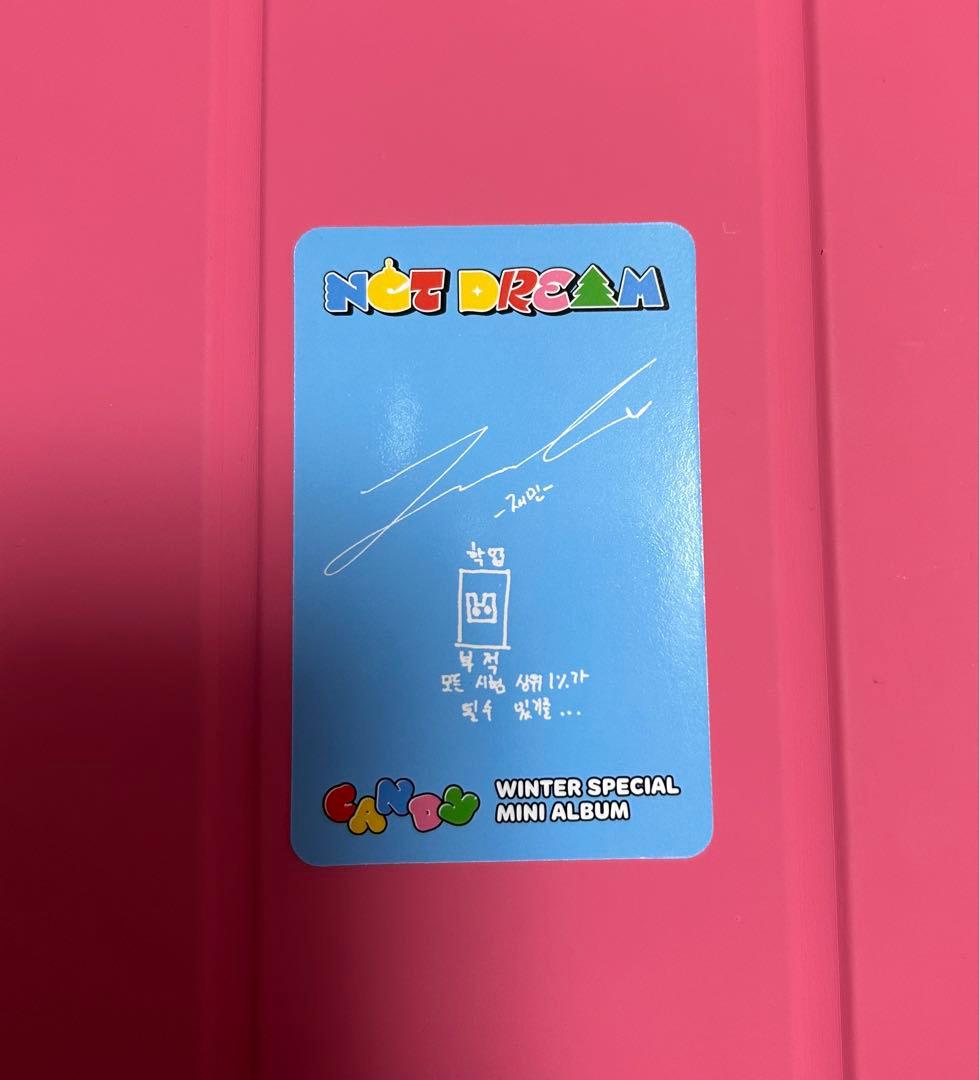 NCT DREAM
-재민-
학업
부적
모든 시험 상위 1%가
될 수 있기를...
CANDY
WINTER SPECIAL
MINI ALBUM